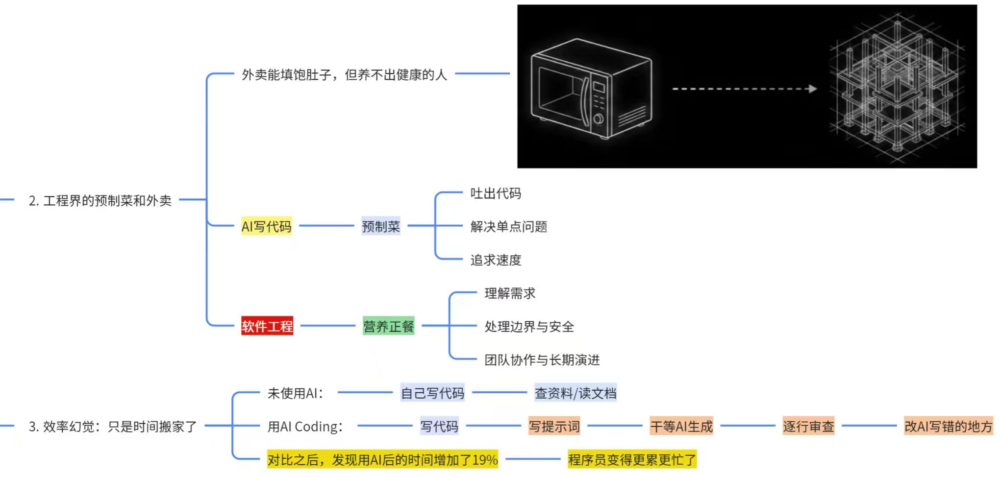 外卖能填饱肚子，但养不出健康的人
2. 工程界的预制菜和外卖
AI写代码
预制菜
吐出代码
解决单点问题
追求速度
软件工程
营养正餐
理解需求
处理边界与安全
团队协作与长期演进
3. 效率幻觉：只是时间搬家了
未使用AI：
自己写代码
查资料/读文档
用AI Coding：
写代码
写提示词
干等AI生成
逐行审查
改AI写错的地方
对比之后，发现用AI后的时间增加了19%
程序员变得更累更忙了